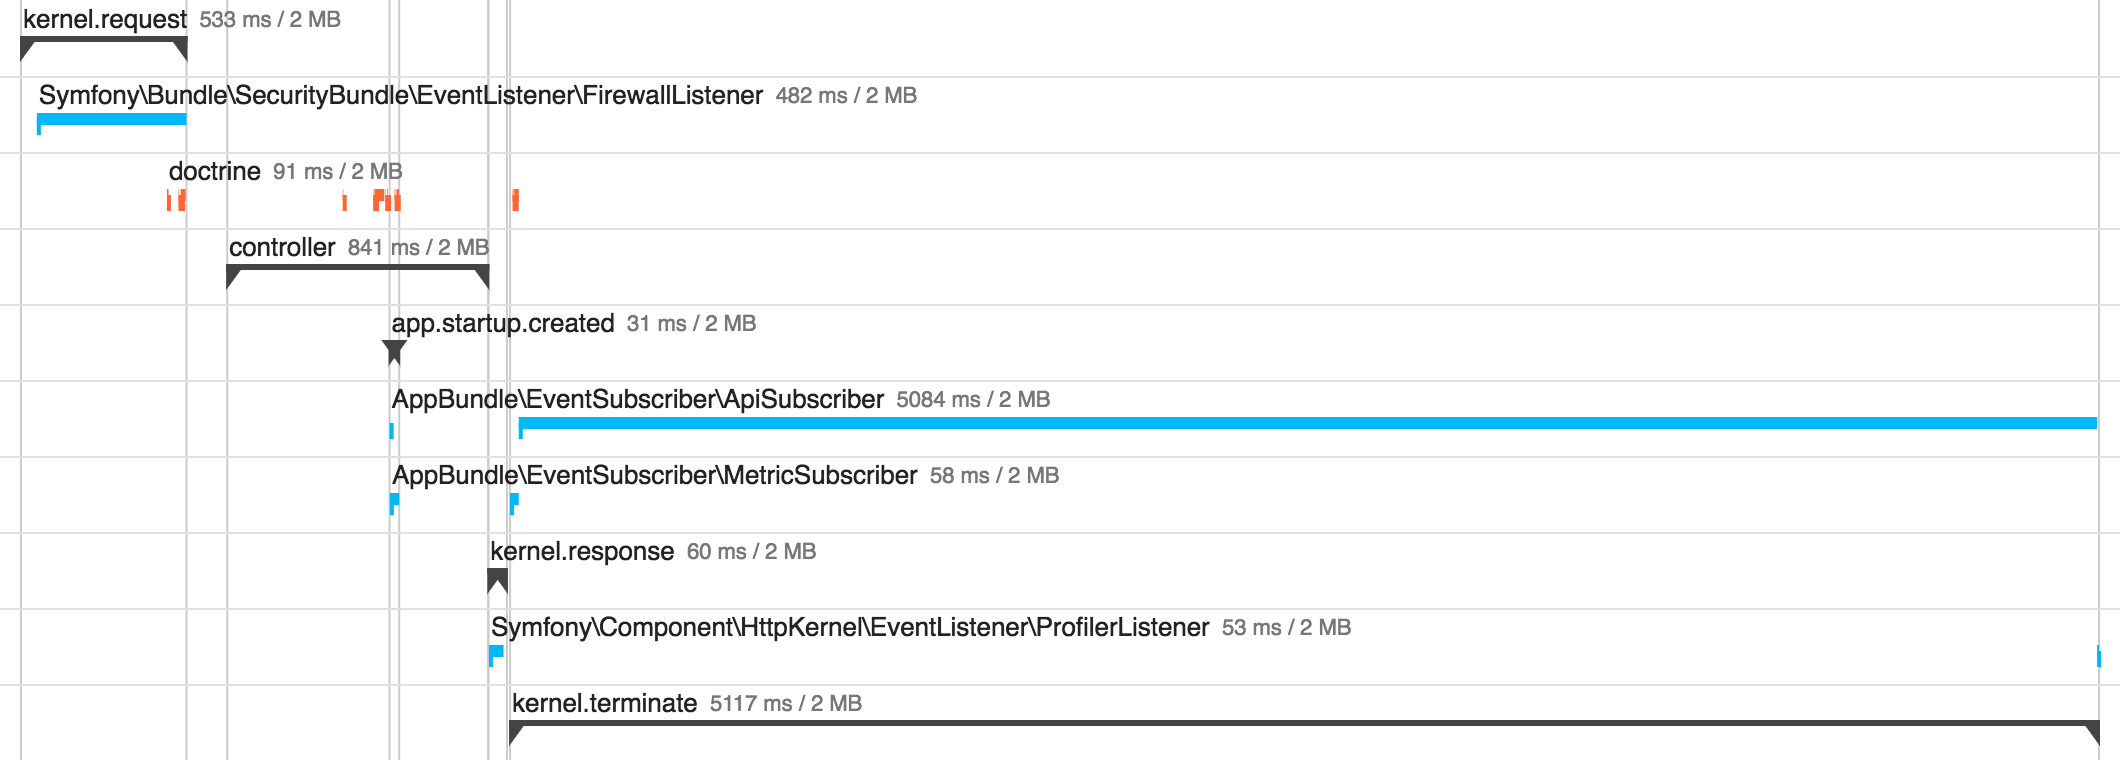 kernel.request 533 ms / 2 MB
Symfony\Bundle\SecurityBundle\EventListener\FirewallListener 482 ms / 2 MB
doctrine 91 ms / 2 MB
controller 841 ms / 2 MB
app.startup.created 31 ms / 2 MB
AppBundle\EventSubscriber\ApiSubscriber 5084 ms / 2 MB
AppBundle\EventSubscriber\MetricSubscriber 58 ms / 2 MB
kernel.response 60 ms / 2 MB
Symfony\Component\HttpKernel\EventListener\ProfilerListener 53 ms / 2 MB
kernel.terminate 5117 ms / 2 MB